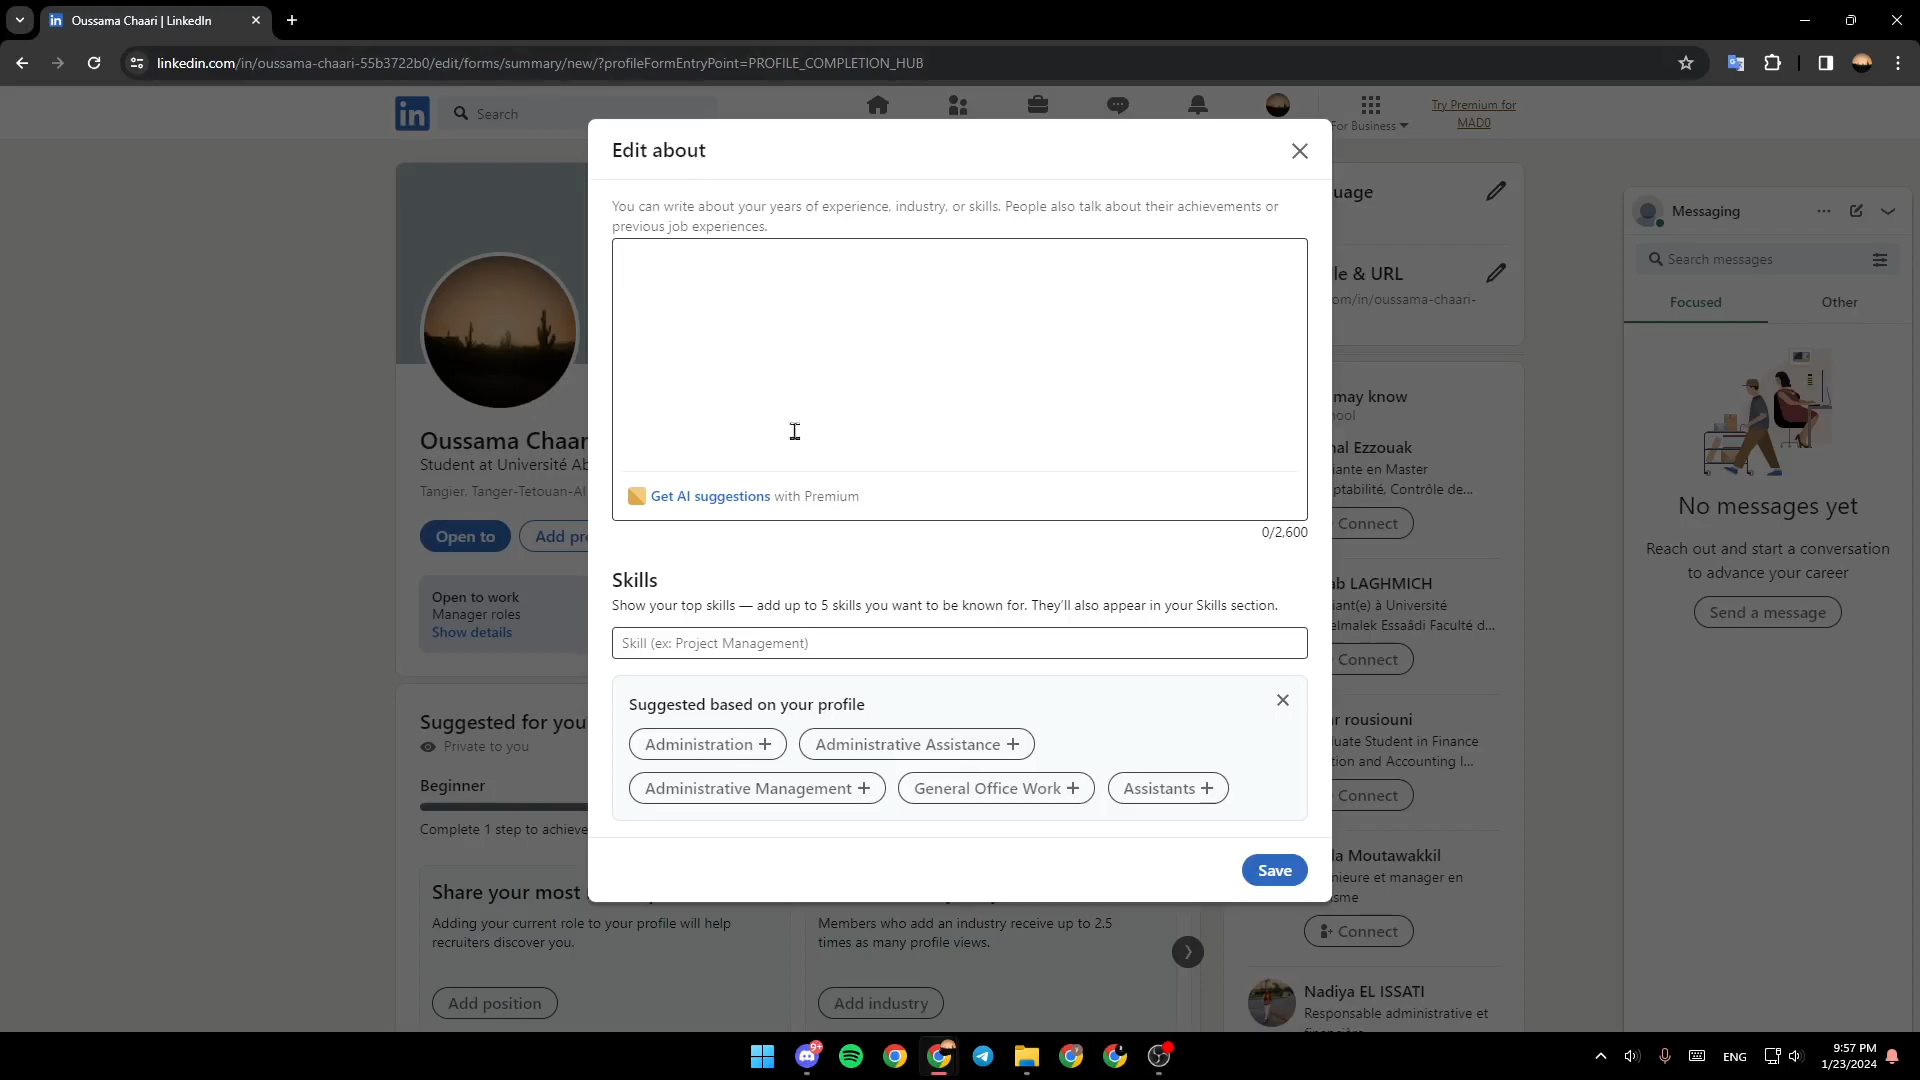 in Oussama Chaari | LinkedIn
linkedin.com/in/oussama-chaari-55b3722b0/edit/forms/summary/new/?profileFormEntryPoint=PROFILE_COMPLETION_HUB
in
Search
For Business
Try Premium for
MAD0
Edit about
You can write about your years of experience, industry, or skills. People also talk about their achievements or
previous job experiences.
Get AI suggestions with Premium
0/2,600
Skills
Show your top skills — add up to 5 skills you want to be known for. They'll also appear in your Skills section.
Skill (ex: Project Management)
Suggested based on your profile
Administration +
Administrative Assistance +
Administrative Management +
General Office Work +
Assistants +
Save
Oussama Chaar
Student at Université Ab
Tangier, Tanger-Tetouan-Al
Open to
Add pr
Open to work
Manager roles
Show details
Suggested for you
Private to you
Beginner
Complete 1 step to achieve
Share your most
Adding your current role to your profile will help
recruiters discover you.
Add position
Members who add an industry receive up to 2.5
times as many profile views.
Add industry
uage
le & URL
om/in/oussama-chaari-
may know
ool
al Ezzouak
iante en Master
ptabilité, Contrôle de...
Connect
ab LAGHMICH
iant(e) à Université
elmalek Essaâdi Faculté d...
Connect
ar rousiouni
uate Student in Finance
tion and Accounting I...
Connect
la Moutawakkil
nieure et manager en
isme
Connect
Nadiya EL ISSATI
Responsable administrative et
Messaging
Search messages
Focused
Other
No messages yet
Reach out and start a conversation
to advance your career
Send a message
9+
ENG
9:57 PM
1/23/2024